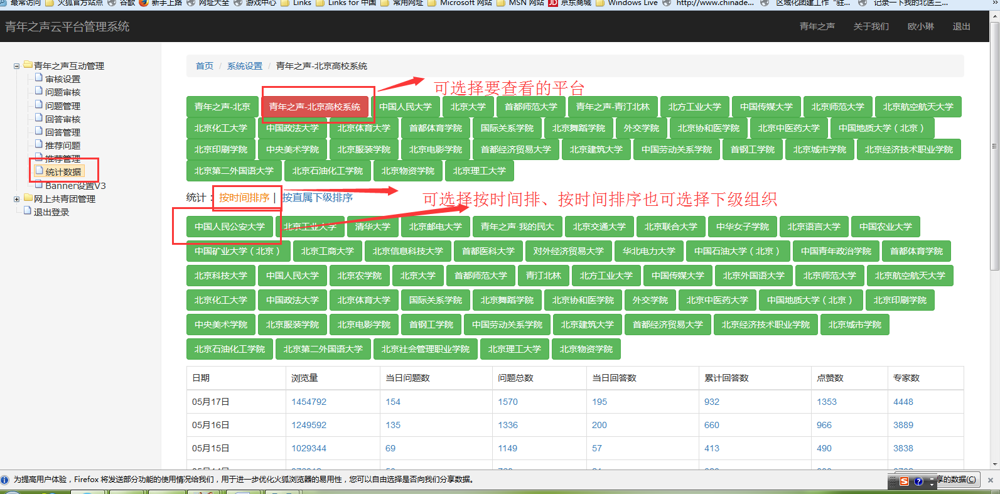 最常访问 火狐官方站点 谷歌 新手上路 网址大全 游戏中心 Links Links for 中国 常用网址 Microsoft 网站 MSN 网站 京东商城 Windows Live http://www.chinade... 区域化团建工作“驻... 记录一下我的北医三...
青年之声云平台管理系统 青年之声 关于我们 欧小琳 退出
青年之声互动管理
审核设置
问题审核
问题管理
回答审核
回答管理
推荐问题
推荐管理
统计数据
Banner设置V3
网上共青团管理
退出登录
首页 / 系统设置 / 青年之声-北京高校系统
可选择要查看的平台
青年之声-北京 青年之声-北京高校系统 中国人民大学 北京大学 首都师范大学 青年之声-青汀北林 北方工业大学 中国传媒大学 北京师范大学 北京航空航天大学
北京化工大学 中国政法大学 北京体育大学 首都体育学院 国际关系学院 北京舞蹈学院 外交学院 北京协和医学院 北京中医药大学 中国地质大学（北京）
北京印刷学院 中央美术学院 北京服装学院 北京电影学院 首都经济贸易大学 北京建筑大学 中国劳动关系学院 首钢工学院 北京城市学院 北京经济技术职业学院
北京第二外国语大学 北京石油化工学院 北京物资学院 北京理工大学
统计： 按时间排序 | 按直属下级排序
可选择按时间排、按时间排序也可选择下级组织
中国人民公安大学 北京工业大学 清华大学 北京邮电大学 青年之声·我的民大 北京交通大学 北京联合大学 中华女子学院 北京语言大学 中国农业大学
中国矿业大学（北京） 北京工商大学 北京信息科技大学 首都医科大学 对外经济贸易大学 华北电力大学 中国石油大学（北京） 中国青年政治学院 首都体育学院
北京科技大学 中国人民大学 北京农学院 北京大学 首都师范大学 青汀北林 北方工业大学 中国传媒大学 北京外国语大学 北京师范大学 北京航空航天大学
北京化工大学 中国政法大学 北京体育大学 国际关系学院 北京舞蹈学院 北京协和医学院 外交学院 北京中医药大学 中国地质大学（北京） 北京印刷学院
中央美术学院 北京服装学院 北京电影学院 首钢工学院 中国劳动关系学院 北京建筑大学 首都经济贸易大学 北京经济技术职业学院 北京城市学院
北京石油化工学院 北京第二外国语大学 北京社会管理职业学院 北京理工大学 北京物资学院
日期 浏览量 当日问题数 问题总数 当日回答数 累计回答数 点赞数 专家数
05月17日 1454792 154 1570 195 932 1353 4448
05月16日 1249592 135 1336 200 660 966 3889
05月15日 1029344 69 1149 57 413 490 3838
为提高用户体验，Firefox 将发送部分功能的使用情况给我们，用于进一步优化火狐浏览器的易用性，您可以自由选择是否向我们分享数据。 享的数据(C)